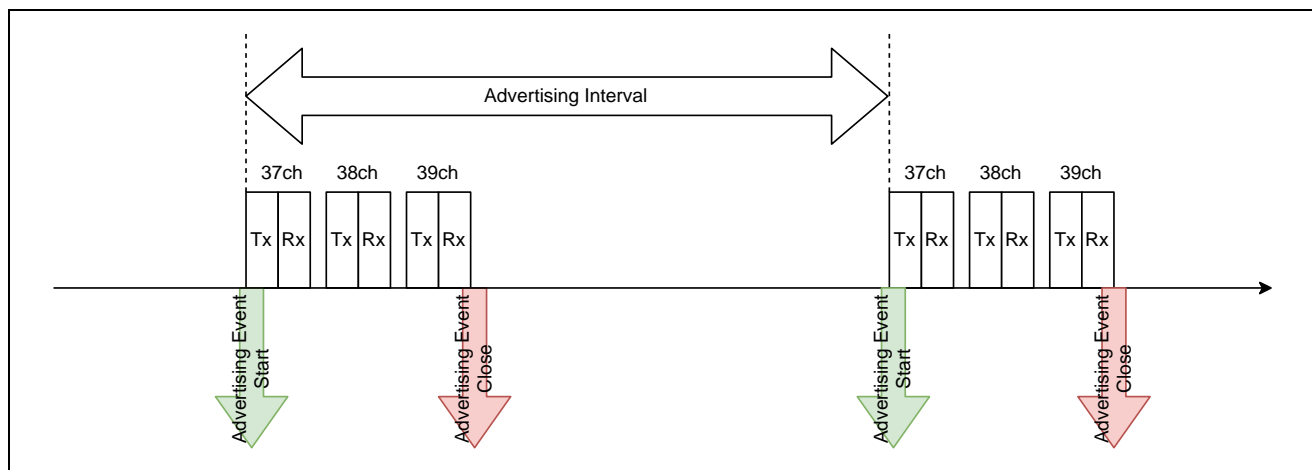 Advertising Interval
37ch
38ch
39ch
37ch
38ch
39ch
Tx
Rx
Tx
Rx
Tx
Rx
Tx
Rx
Tx
Rx
Tx
Rx
Advertising Event
Start
Advertising Event
Close
Advertising Event
Start
Advertising Event
Close